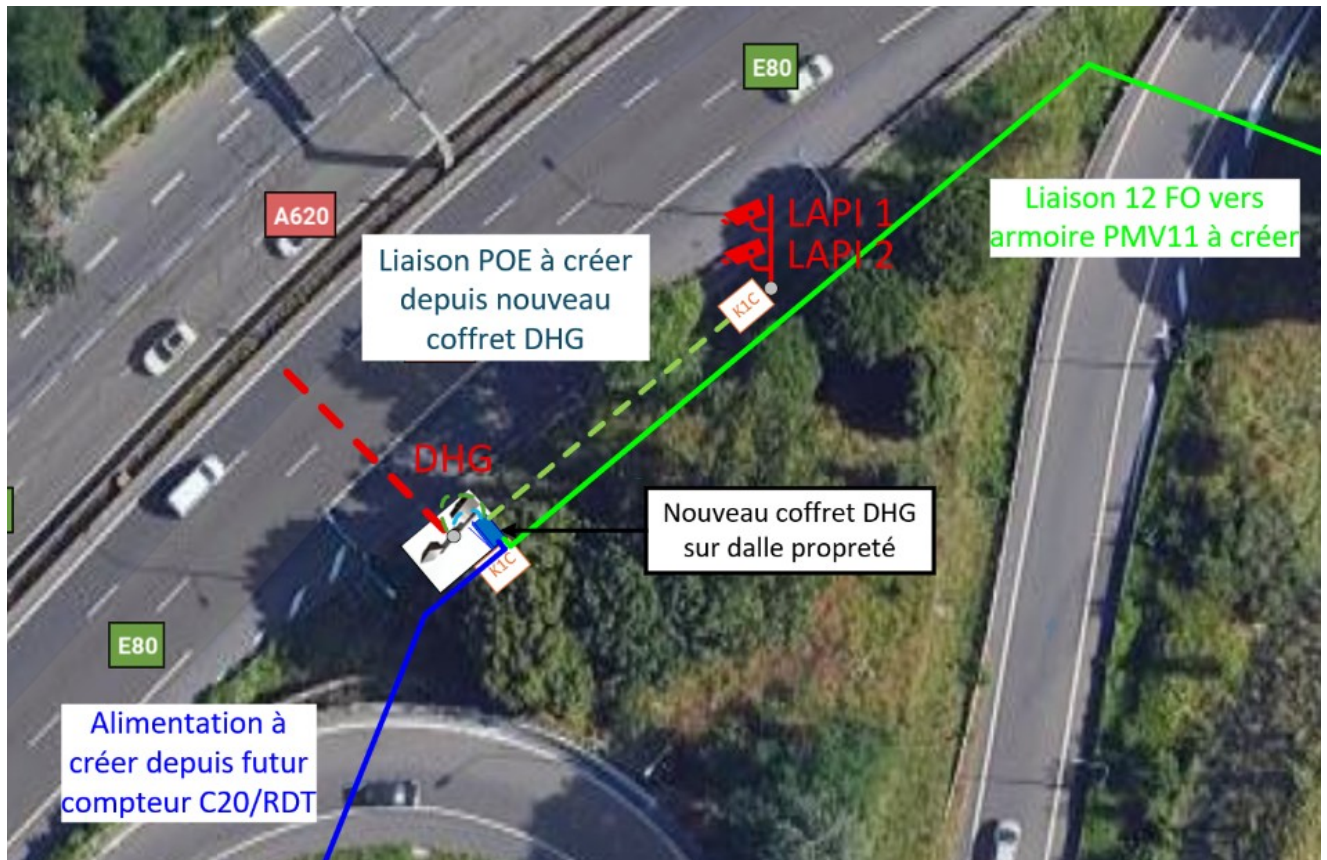 E80
A620
LAPI 1
LAPI 2
Liaison 12 FO vers
armoire PMV11 à créer
Liaison POE à créer
depuis nouveau
coffret DHG
K1C
DHG
Nouveau coffret DHG
sur dalle propreté
K1C
E80
Alimentation à
créer depuis futur
compteur C20/RDT